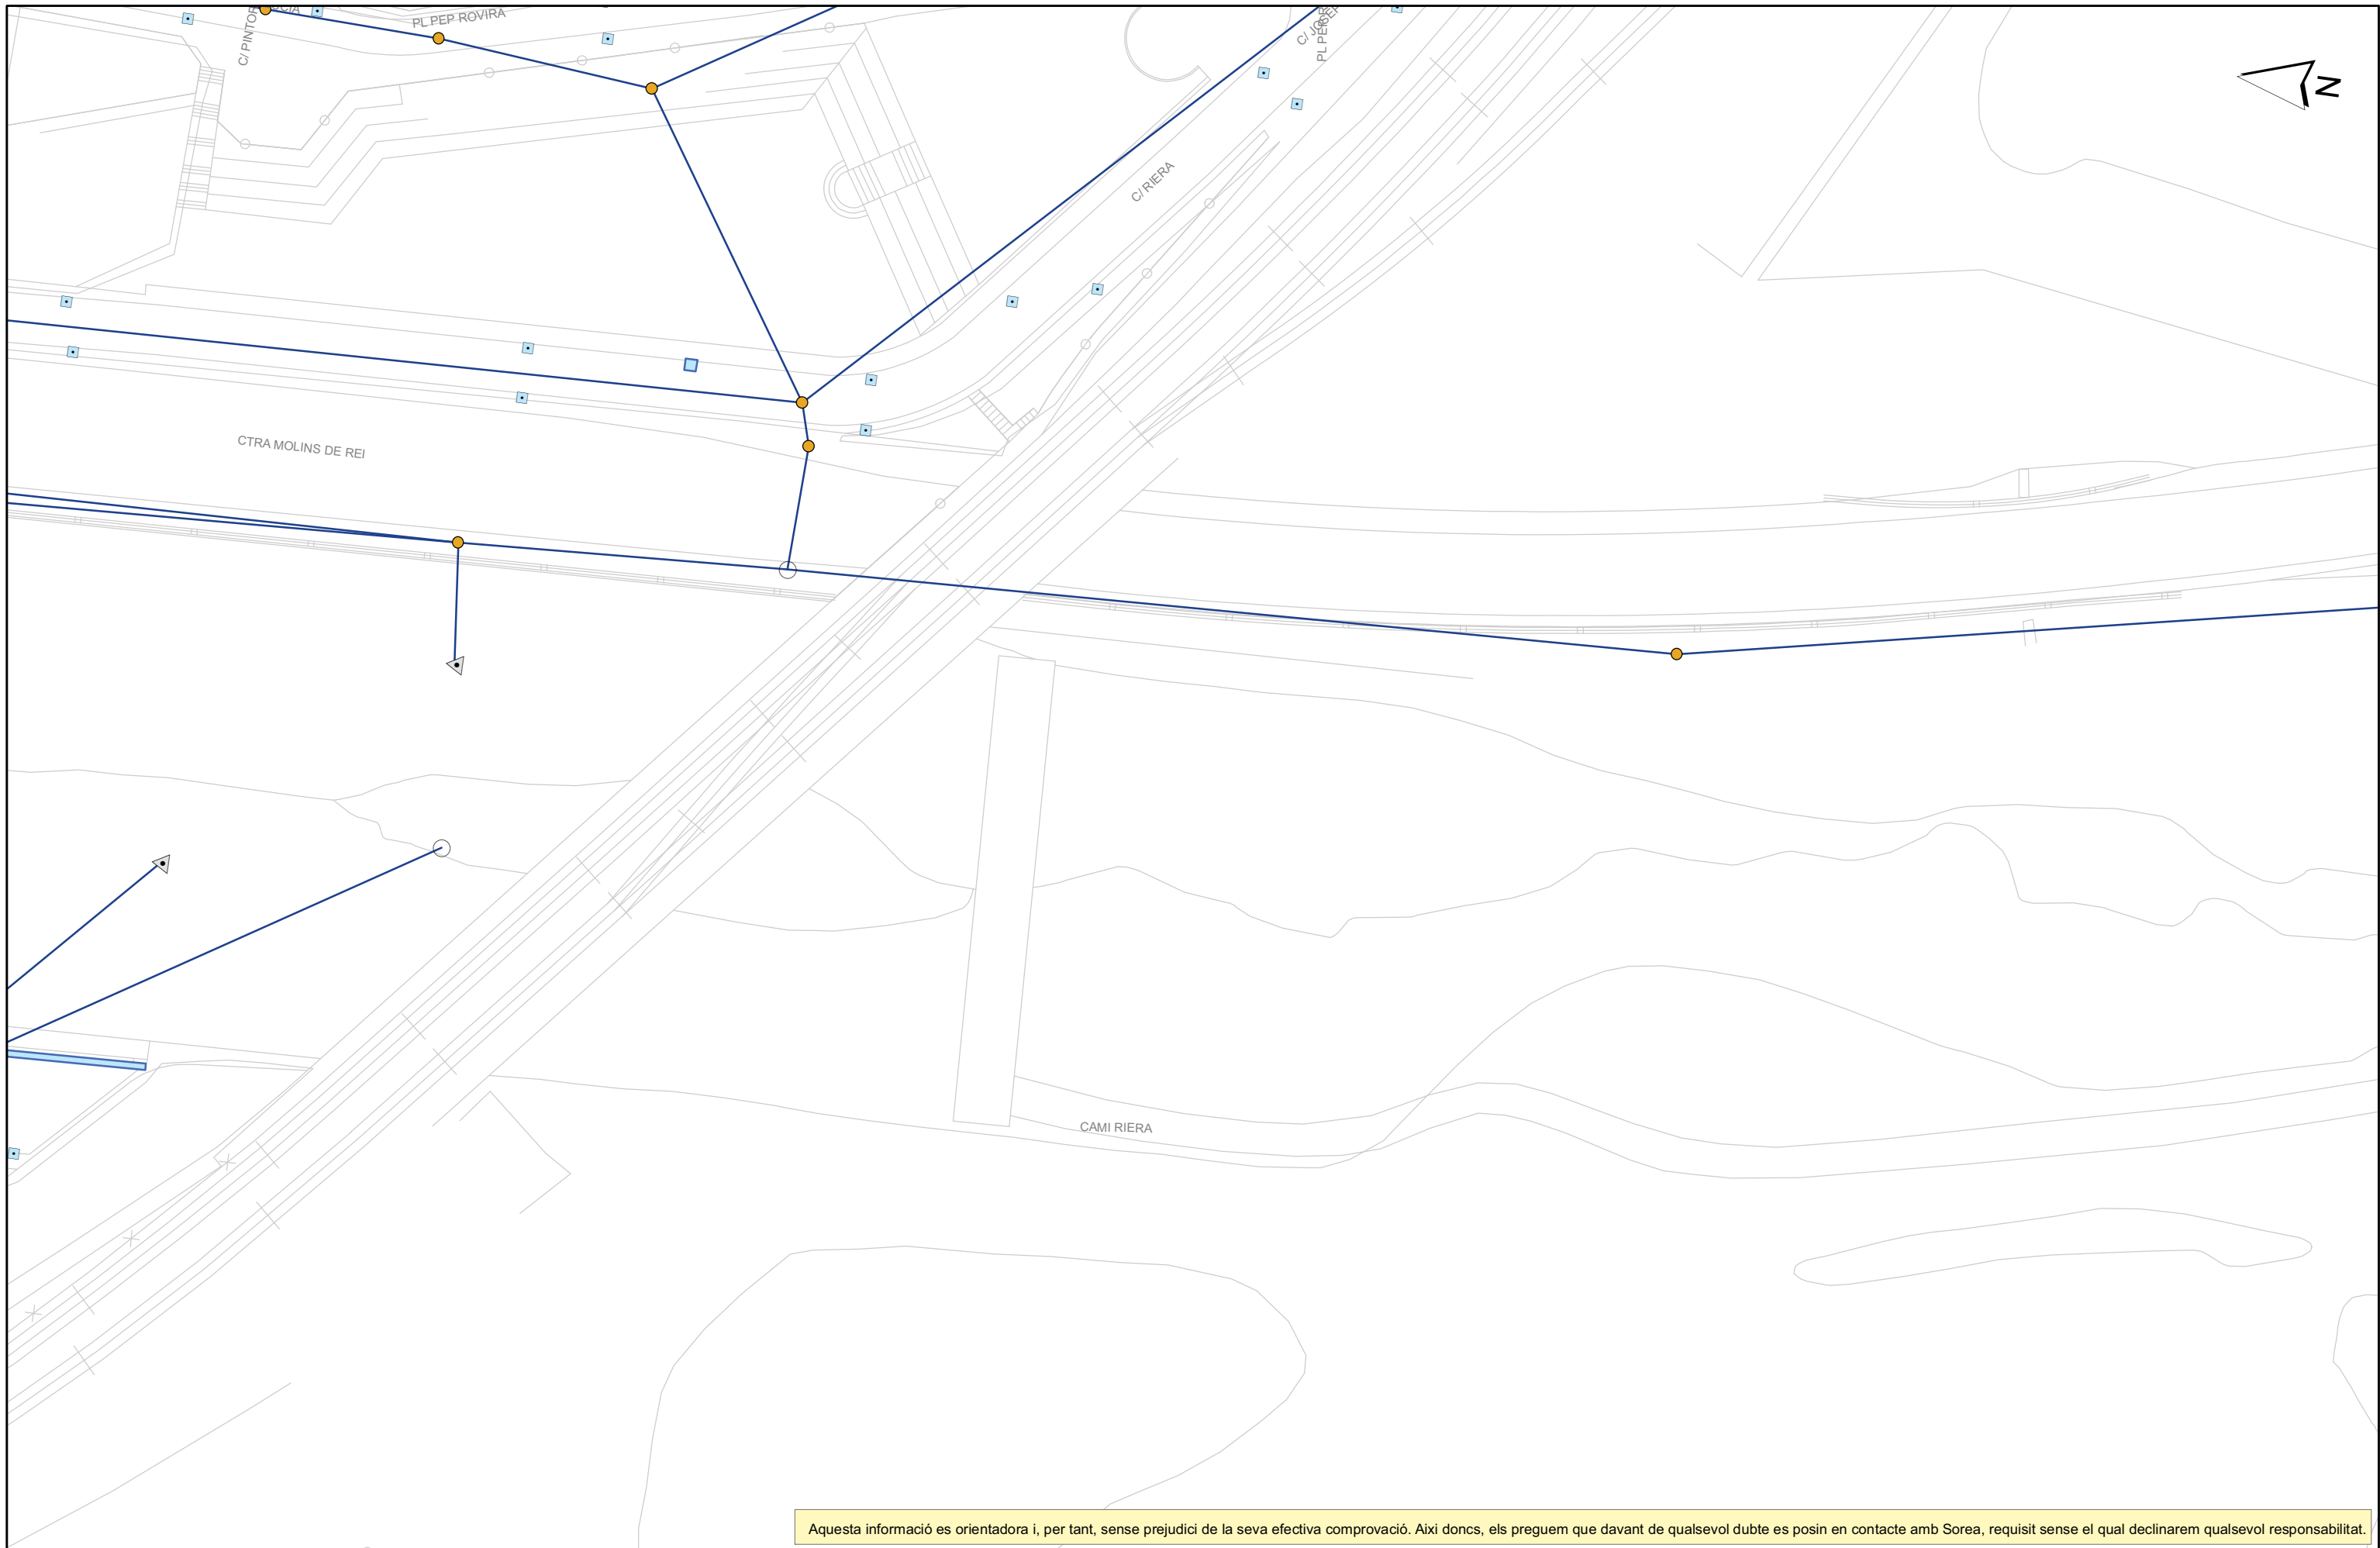 PL PEP ROVIRA
C/ PINTOR
C/ JOSEP
C/ RIERA
CTRA MOLINS DE REI
CAMI RIERA
N
Aquesta informació es orientadora i, per tant, sense prejudici de la seva efectiva comprovació. Aixi doncs, els preguem que davant de qualsevol dubte es posin en contacte amb Sorea, requisit sense el qual declinarem qualsevol responsabilitat.